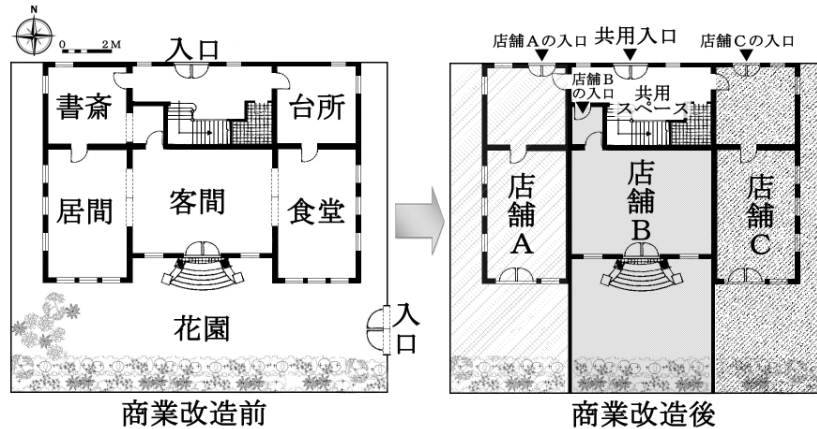 N
0 2M
入口
書斎
台所
居間
客間
食堂
花園
入口
商業改造前
店舗Aの入口
共用入口
店舗Cの入口
店舗B
の入口
共用
スペース
店舗A
店舗B
店舗C
商業改造後